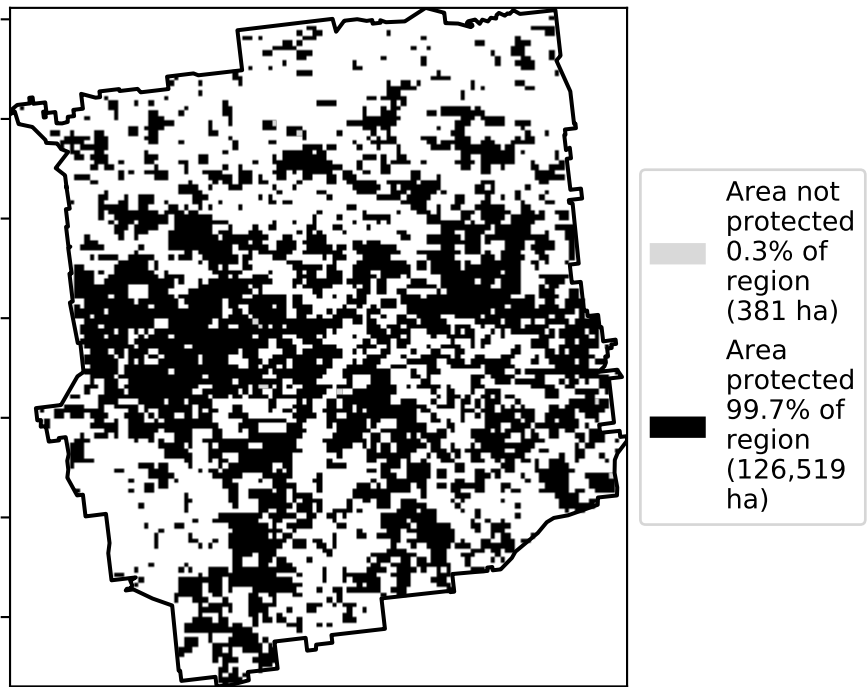 Area not
protected
0.3% of
region
(381 ha)
Area
protected
99.7% of
region
(126,519
ha)